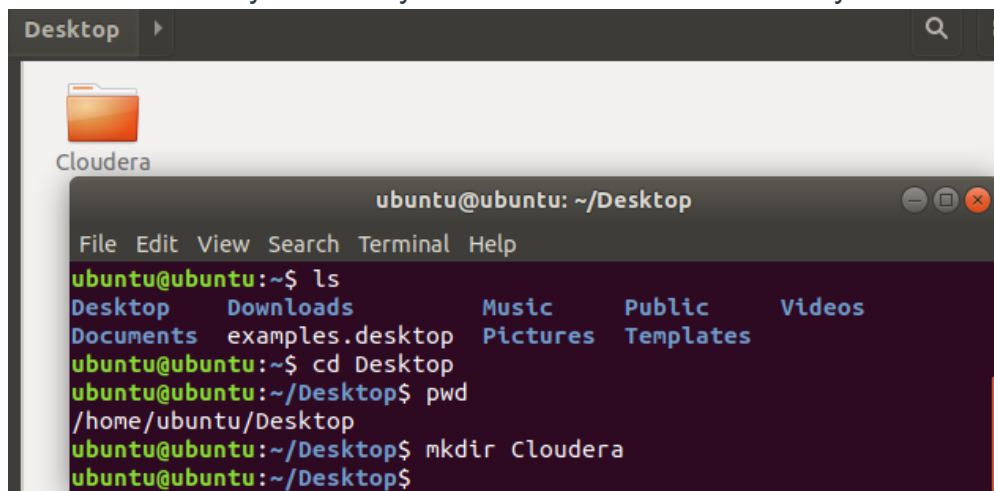 Desktop
Cloudera
ubuntu@ubuntu: ~/Desktop
File Edit View Search Terminal Help
ubuntu@ubuntu:~$ ls
Desktop Downloads Music Public Videos
Documents examples.desktop Pictures Templates
ubuntu@ubuntu:~$ cd Desktop
ubuntu@ubuntu:~/Desktop$ pwd
/home/ubuntu/Desktop
ubuntu@ubuntu:~/Desktop$ mkdir Cloudera
ubuntu@ubuntu:~/Desktop$